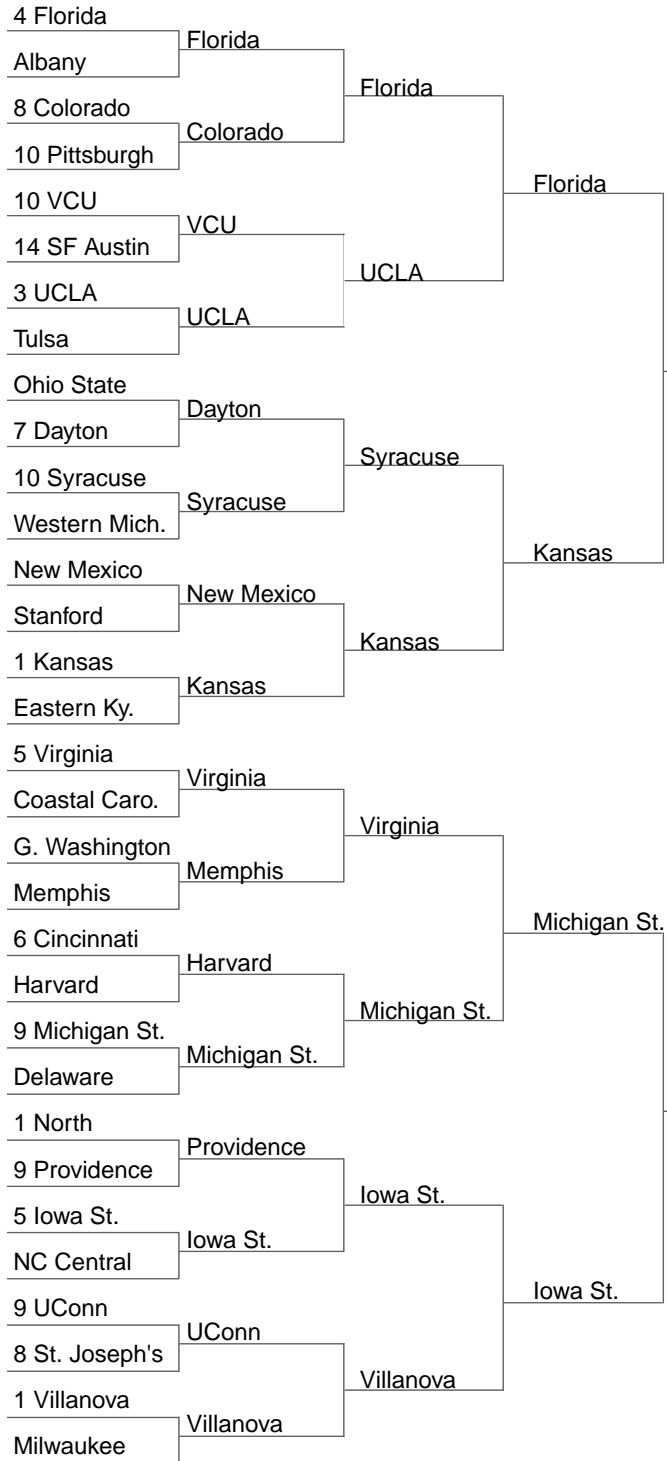 4 Florida
Albany
8 Colorado
10 Pittsburgh
10 VCU
14 SF Austin
3 UCLA
Tulsa
Ohio State
7 Dayton
10 Syracuse
Western Mich.
New Mexico
Stanford
1 Kansas
Eastern Ky.
5 Virginia
Coastal Caro.
G. Washington
Memphis
6 Cincinnati
Harvard
9 Michigan St.
Delaware
1 North
9 Providence
5 Iowa St.
NC Central
9 UConn
8 St. Joseph's
1 Villanova
Milwaukee
Florida
Colorado
VCU
UCLA
Dayton
Syracuse
New Mexico
Kansas
Virginia
Memphis
Harvard
Michigan St.
Providence
Iowa St.
UConn
Villanova
Florida
UCLA
Syracuse
Kansas
Virginia
Michigan St.
Iowa St.
Villanova
Florida
Kansas
Michigan St.
Iowa St.